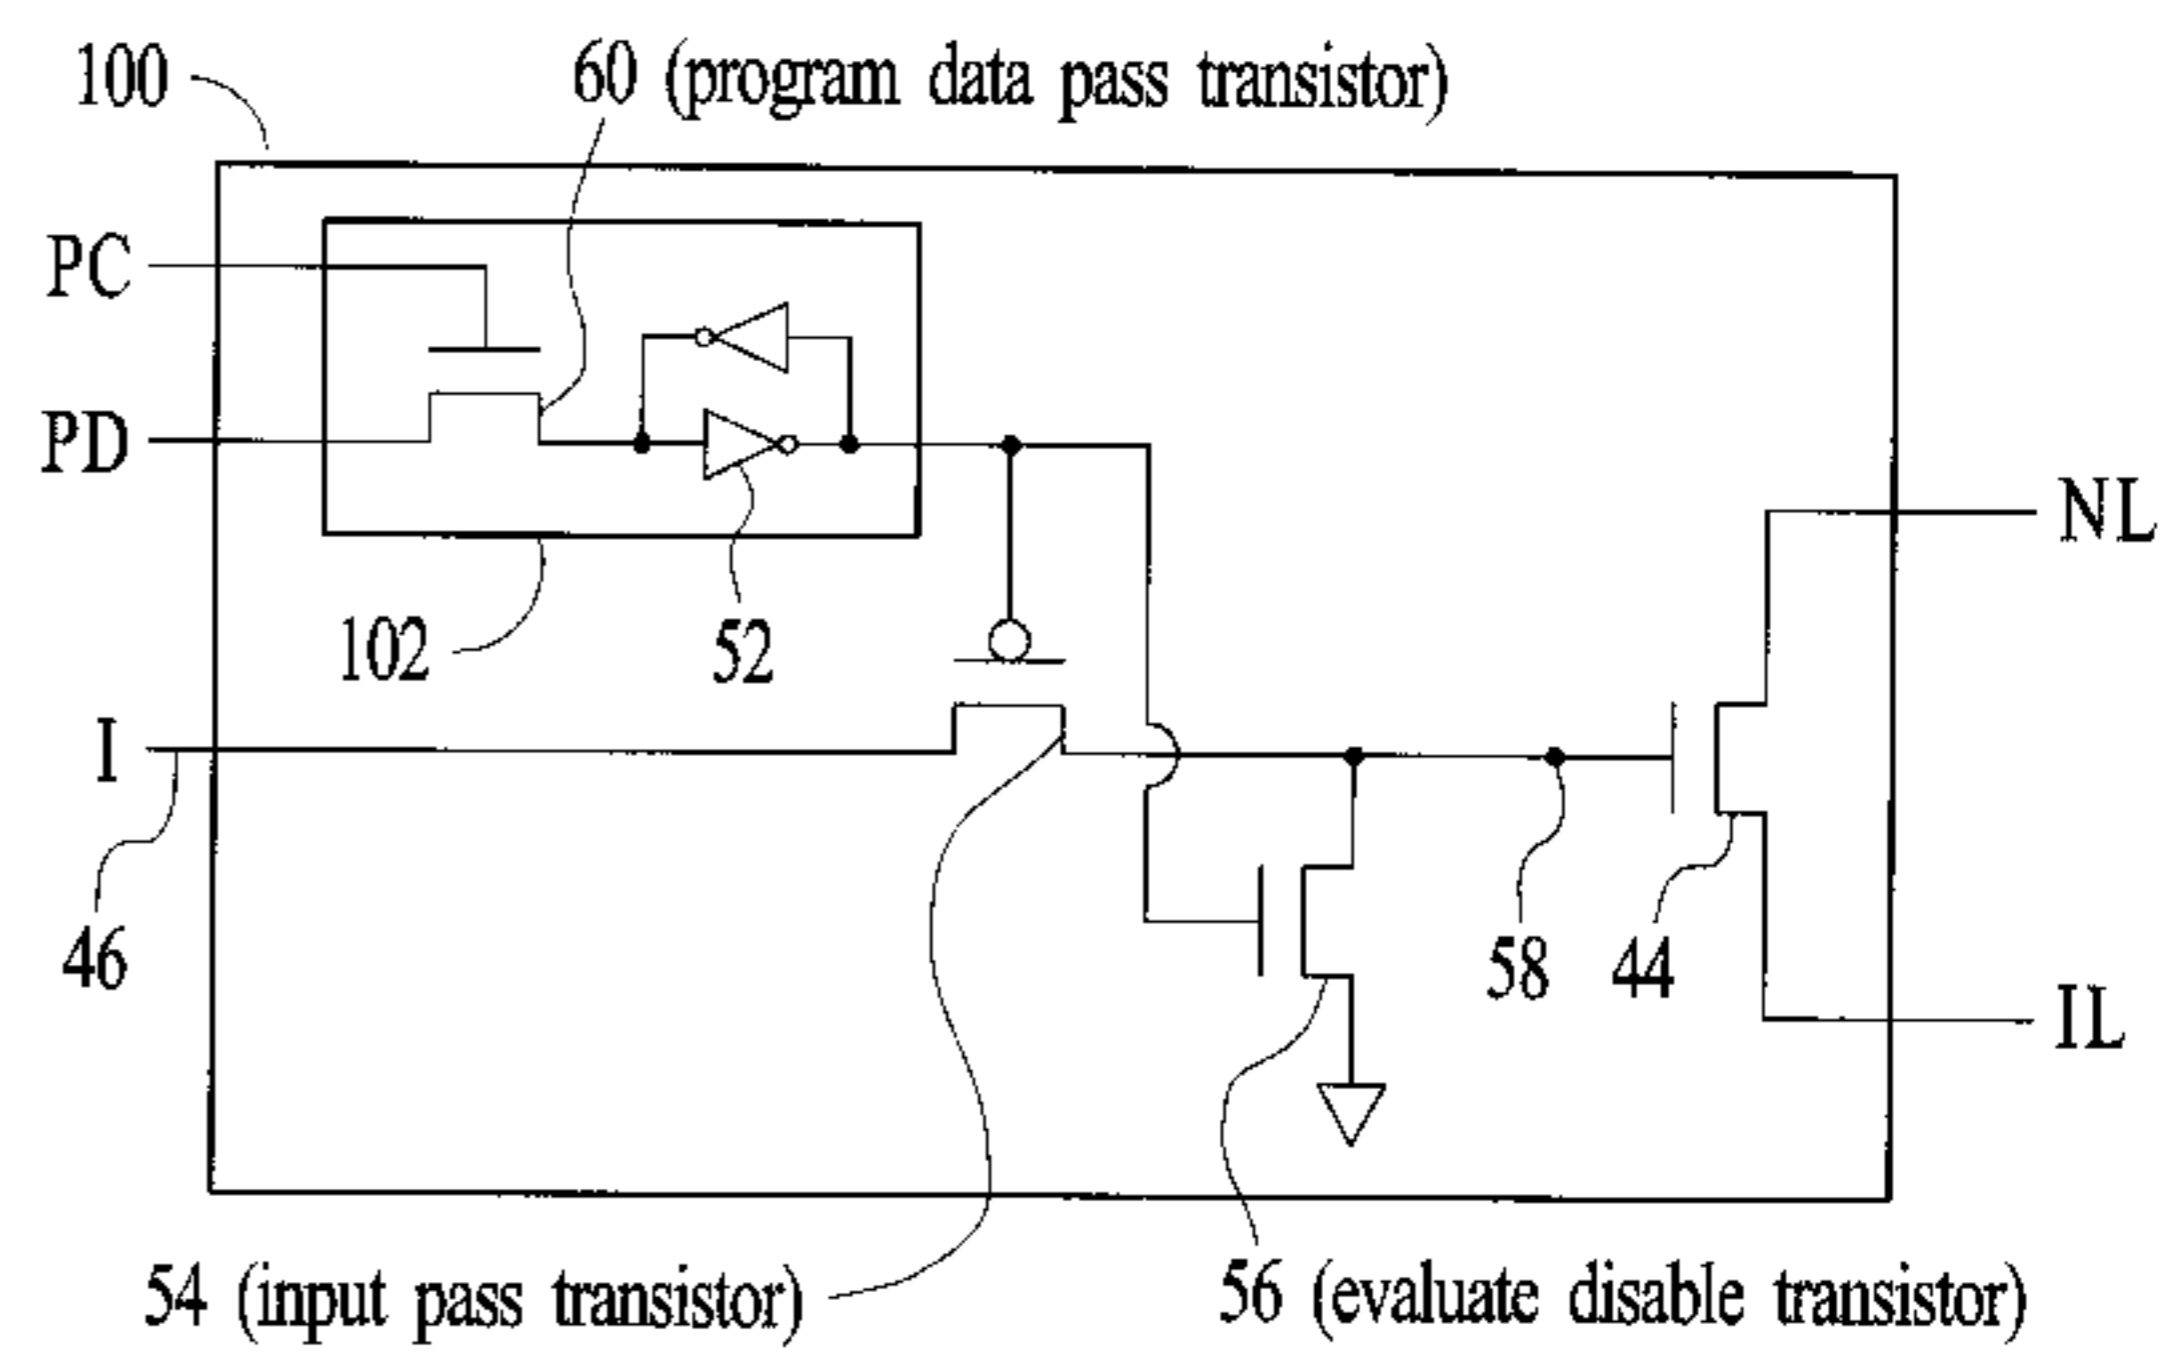 100
60 (program data pass transistor)
PC
PD
NL
102
52
I
46
58
44
IL
54 (input pass transistor)
56 (evaluate disable transistor)